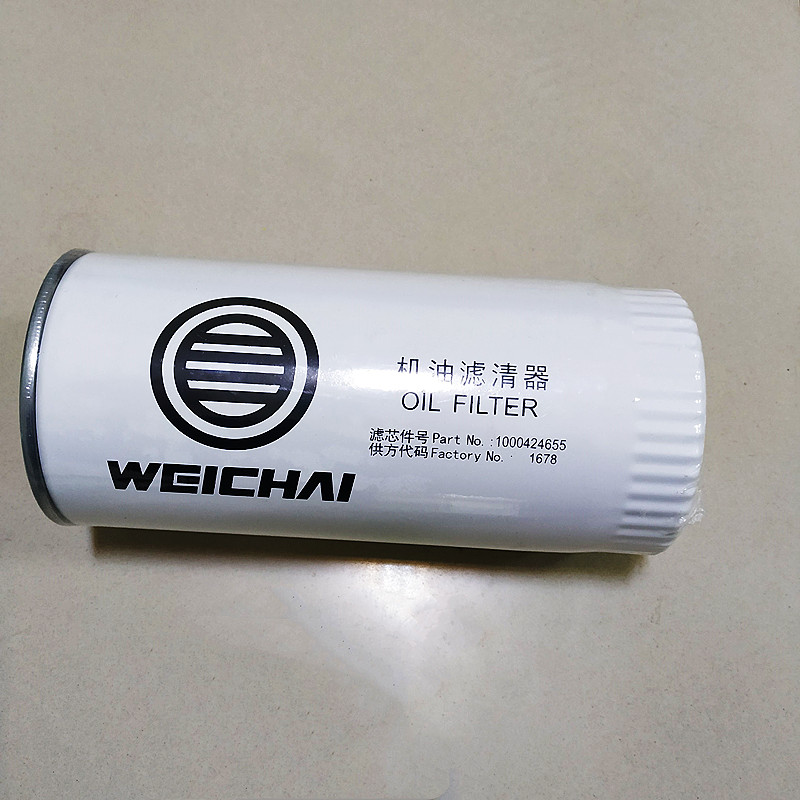 WEICHAI
机油滤清器
OIL FILTER
滤芯件号 Part No. :1000424655
供方代码 Factory No. : 1678